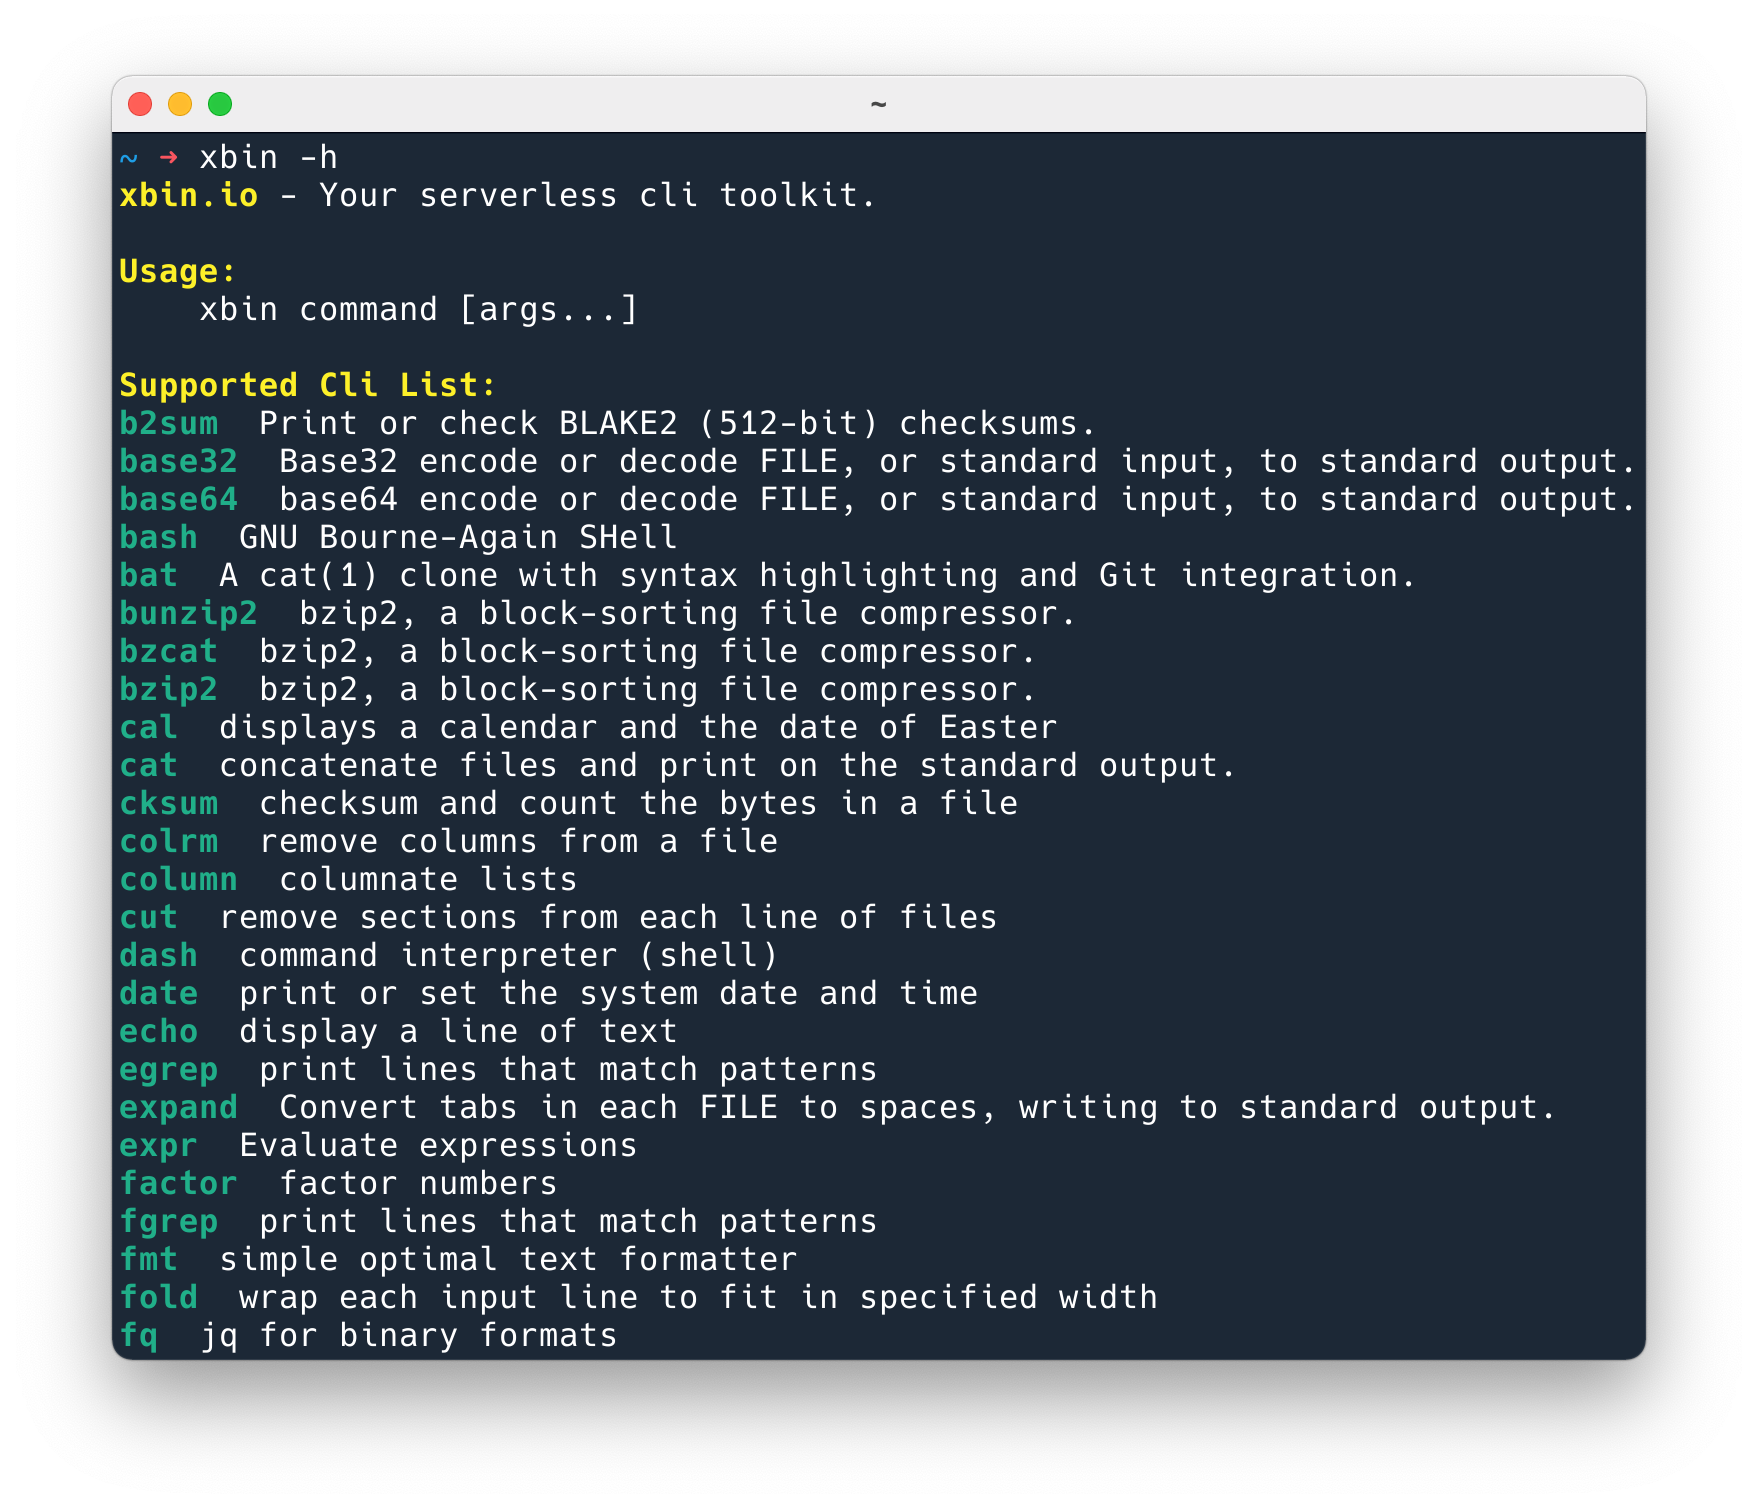 ~
~ ➜ xbin -h
xbin.io - Your serverless cli toolkit.
Usage:
    xbin command [args...]
Supported Cli List:
b2sum  Print or check BLAKE2 (512-bit) checksums.
base32  Base32 encode or decode FILE, or standard input, to standard output.
base64  base64 encode or decode FILE, or standard input, to standard output.
bash  GNU Bourne-Again SHell
bat  A cat(1) clone with syntax highlighting and Git integration.
bunzip2  bzip2, a block-sorting file compressor.
bzcat  bzip2, a block-sorting file compressor.
bzip2  bzip2, a block-sorting file compressor.
cal  displays a calendar and the date of Easter
cat  concatenate files and print on the standard output.
cksum  checksum and count the bytes in a file
colrm  remove columns from a file
column  columnate lists
cut  remove sections from each line of files
dash  command interpreter (shell)
date  print or set the system date and time
echo  display a line of text
egrep  print lines that match patterns
expand  Convert tabs in each FILE to spaces, writing to standard output.
expr  Evaluate expressions
factor  factor numbers
fgrep  print lines that match patterns
fmt  simple optimal text formatter
fold  wrap each input line to fit in specified width
fq  jq for binary formats